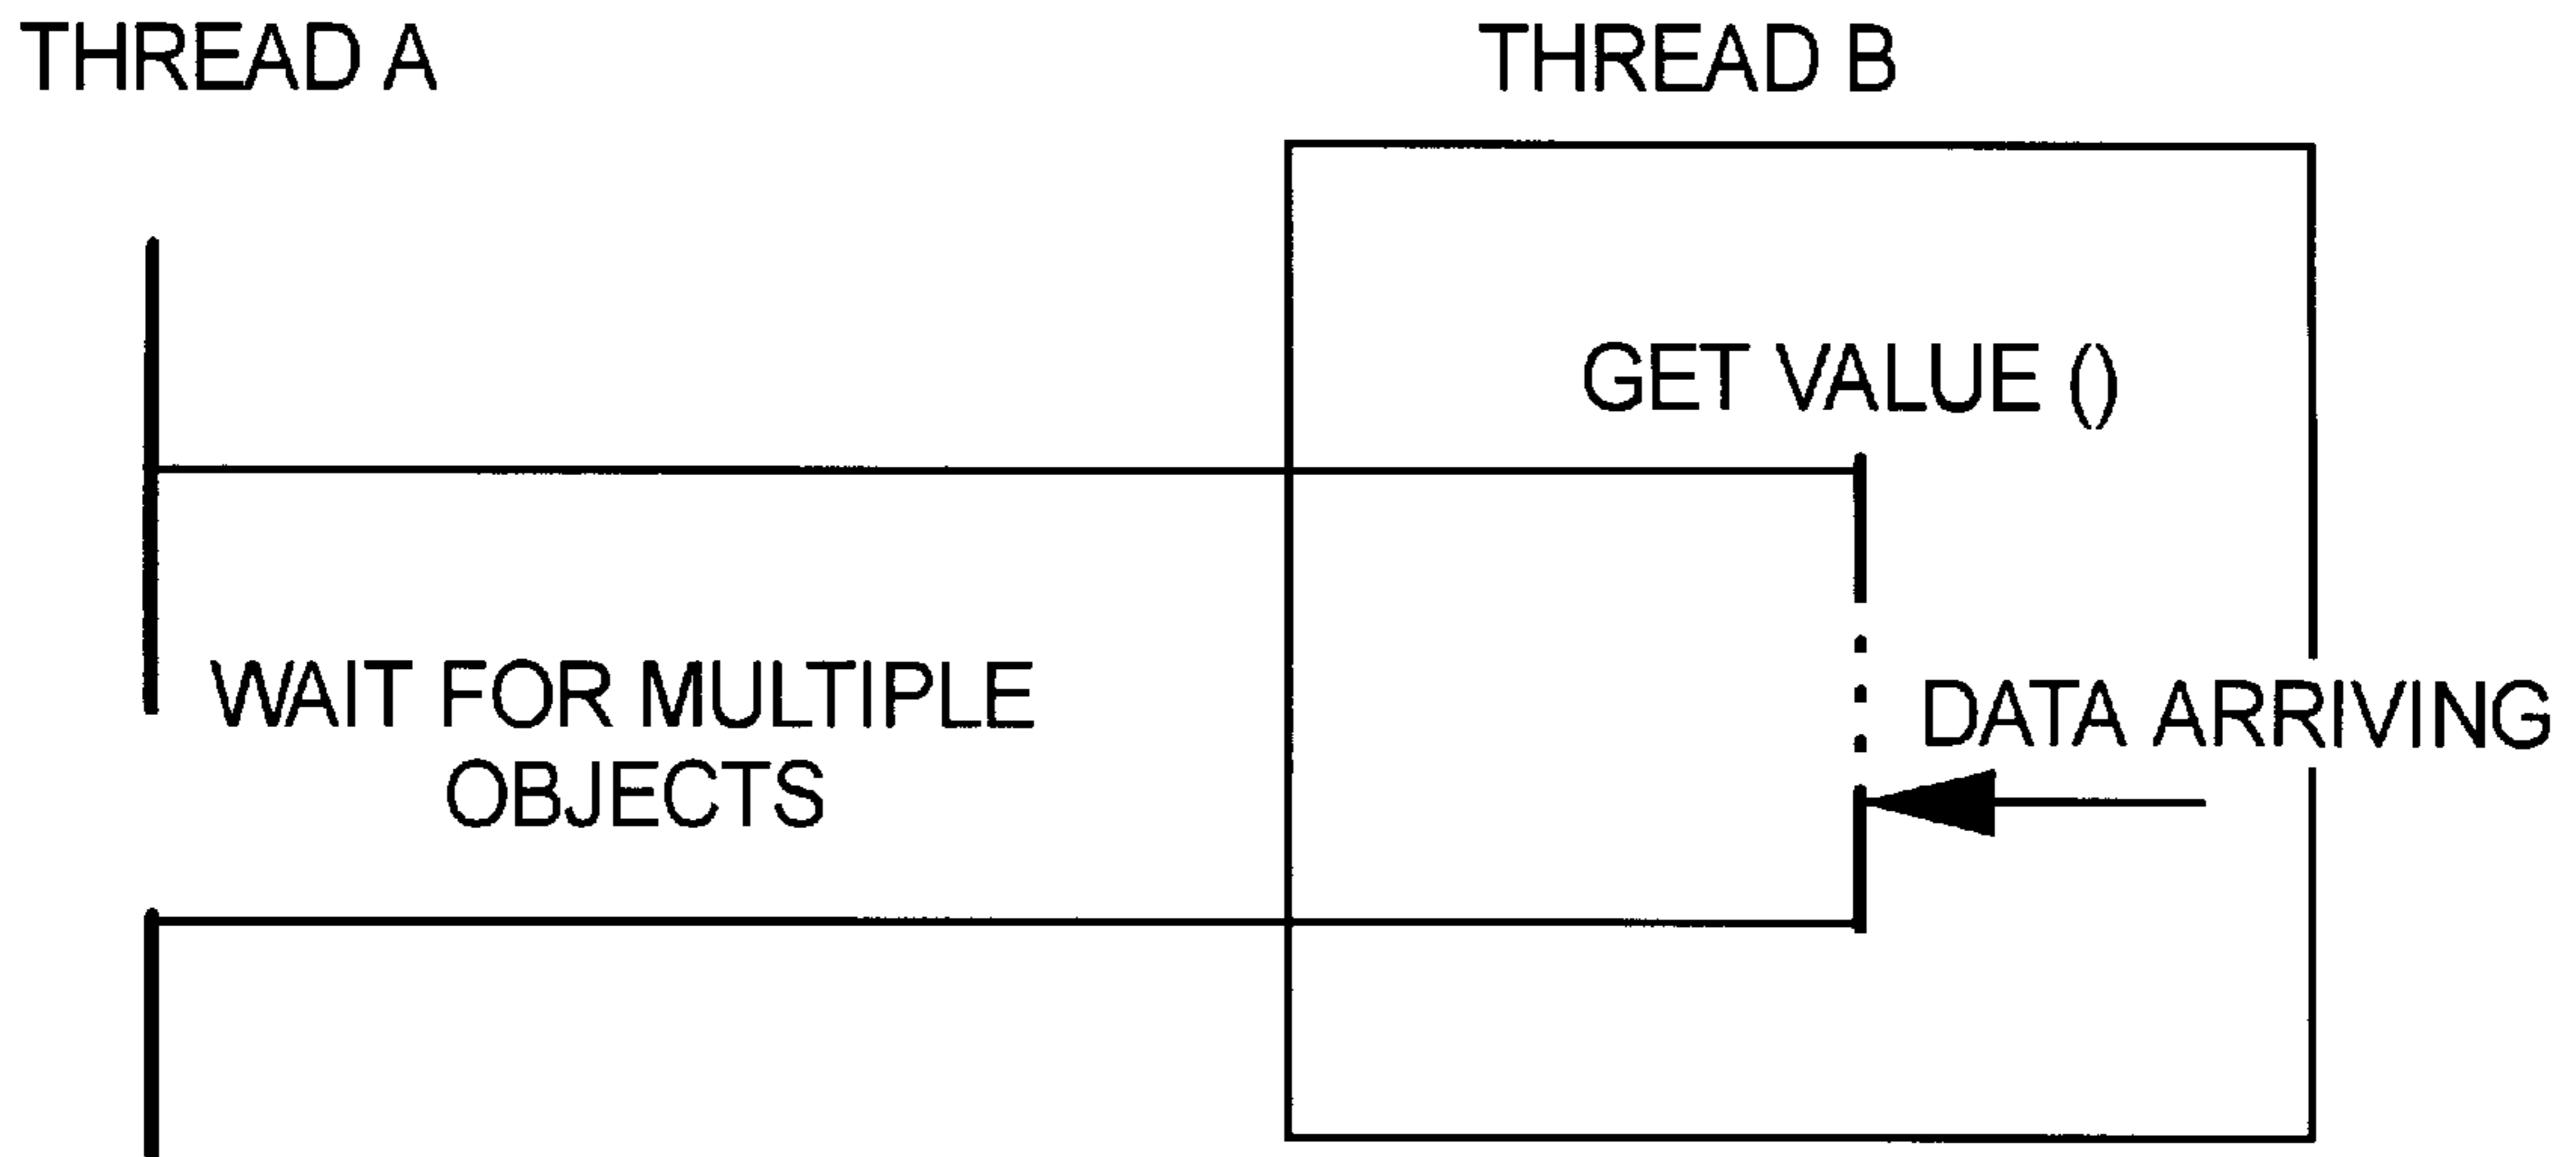 THREAD A
THREAD B
GET VALUE ()
WAIT FOR MULTIPLE
OBJECTS
DATA ARRIVING